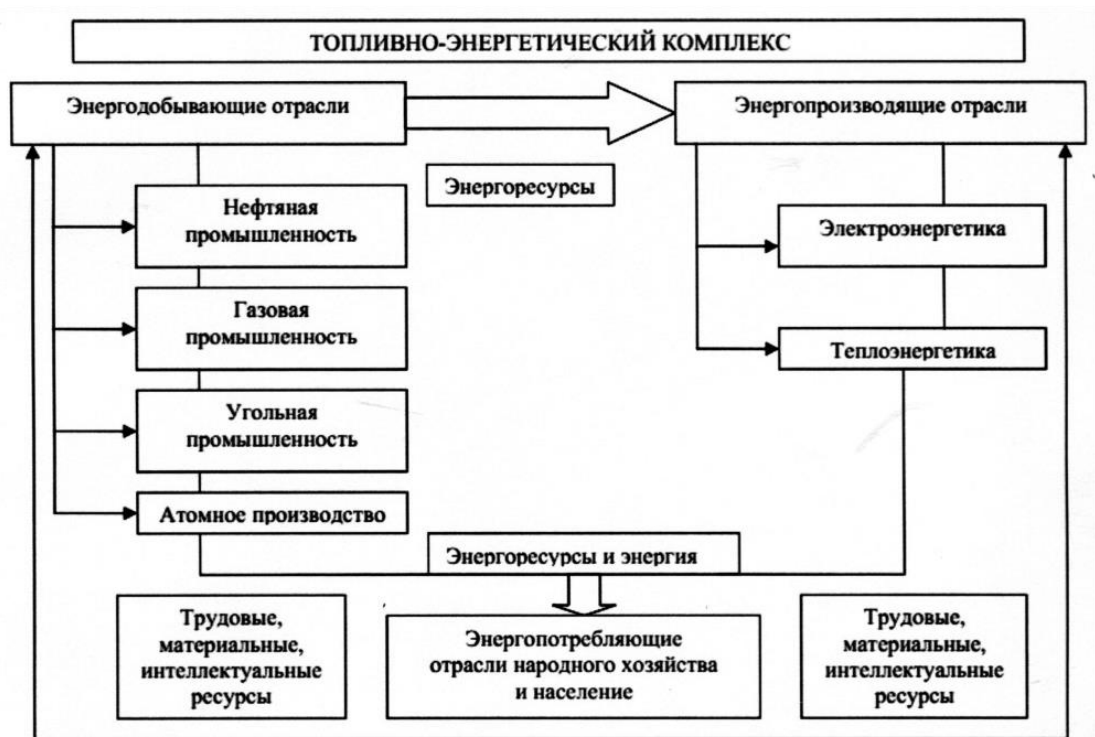 ТОПЛИВНО-ЭНЕРГЕТИЧЕСКИЙ КОМПЛЕКС
Энергодобывающие отрасли
Энергопроизводящие отрасли
Энергоресурсы
Нефтяная
промышленность
Газовая
промышленность
Угольная
промышленность
Атомное производство
Электроэнергетика
Теплоэнергетика
Энергоресурсы и энергия
Трудовые,
материальные,
интеллектуальные
ресурсы
Энергопотребляющие
отрасли народного хозяйства
и население
Трудовые,
материальные,
интеллектуальные
ресурсы